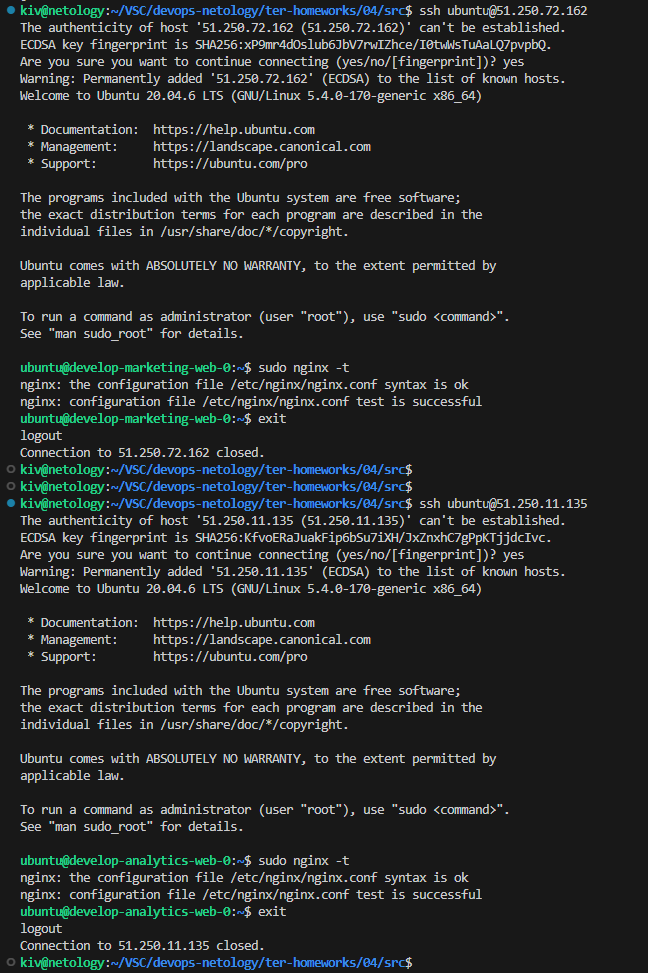 kiv@netology:~/VSC/devops-netology/ter-homeworks/04/src$ ssh ubuntu@51.250.72.162
The authenticity of host '51.250.72.162 (51.250.72.162)' can't be established.
ECDSA key fingerprint is SHA256:xP9mr4dOslub6JbV7rwIZhce/I0twWsTuAaLQ7pvpbQ.
Are you sure you want to continue connecting (yes/no/[fingerprint])? yes
Warning: Permanently added '51.250.72.162' (ECDSA) to the list of known hosts.
Welcome to Ubuntu 20.04.6 LTS (GNU/Linux 5.4.0-170-generic x86_64)
* Documentation:  https://help.ubuntu.com
* Management:     https://landscape.canonical.com
* Support:        https://ubuntu.com/pro
The programs included with the Ubuntu system are free software;
the exact distribution terms for each program are described in the
individual files in /usr/share/doc/*/copyright.
Ubuntu comes with ABSOLUTELY NO WARRANTY, to the extent permitted by
applicable law.
To run a command as administrator (user "root"), use "sudo <command>".
See "man sudo_root" for details.
ubuntu@develop-marketing-web-0:~$ sudo nginx -t
nginx: the configuration file /etc/nginx/nginx.conf syntax is ok
nginx: configuration file /etc/nginx/nginx.conf test is successful
ubuntu@develop-marketing-web-0:~$ exit
logout
Connection to 51.250.72.162 closed.
kiv@netology:~/VSC/devops-netology/ter-homeworks/04/src$
kiv@netology:~/VSC/devops-netology/ter-homeworks/04/src$
kiv@netology:~/VSC/devops-netology/ter-homeworks/04/src$ ssh ubuntu@51.250.11.135
The authenticity of host '51.250.11.135 (51.250.11.135)' can't be established.
ECDSA key fingerprint is SHA256:KfvoERaJuakFip6bSu7iXH/JxZnxhC7gPpKTjjdcIvc.
Are you sure you want to continue connecting (yes/no/[fingerprint])? yes
Warning: Permanently added '51.250.11.135' (ECDSA) to the list of known hosts.
Welcome to Ubuntu 20.04.6 LTS (GNU/Linux 5.4.0-170-generic x86_64)
* Documentation:  https://help.ubuntu.com
* Management:     https://landscape.canonical.com
* Support:        https://ubuntu.com/pro
The programs included with the Ubuntu system are free software;
the exact distribution terms for each program are described in the
individual files in /usr/share/doc/*/copyright.
Ubuntu comes with ABSOLUTELY NO WARRANTY, to the extent permitted by
applicable law.
To run a command as administrator (user "root"), use "sudo <command>".
See "man sudo_root" for details.
ubuntu@develop-analytics-web-0:~$ sudo nginx -t
nginx: the configuration file /etc/nginx/nginx.conf syntax is ok
nginx: configuration file /etc/nginx/nginx.conf test is successful
ubuntu@develop-analytics-web-0:~$ exit
logout
Connection to 51.250.11.135 closed.
kiv@netology:~/VSC/devops-netology/ter-homeworks/04/src$